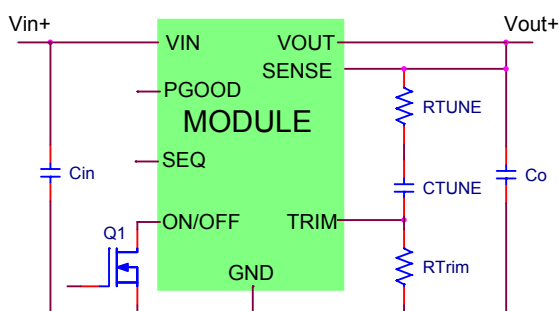 Vin+ Vout+
VIN VOUT
SENSE
PGOOD RTUNE
MODULE
SEQ
Cin CTUNE Co
Q1 ON/OFF TRIM
GND RTrim